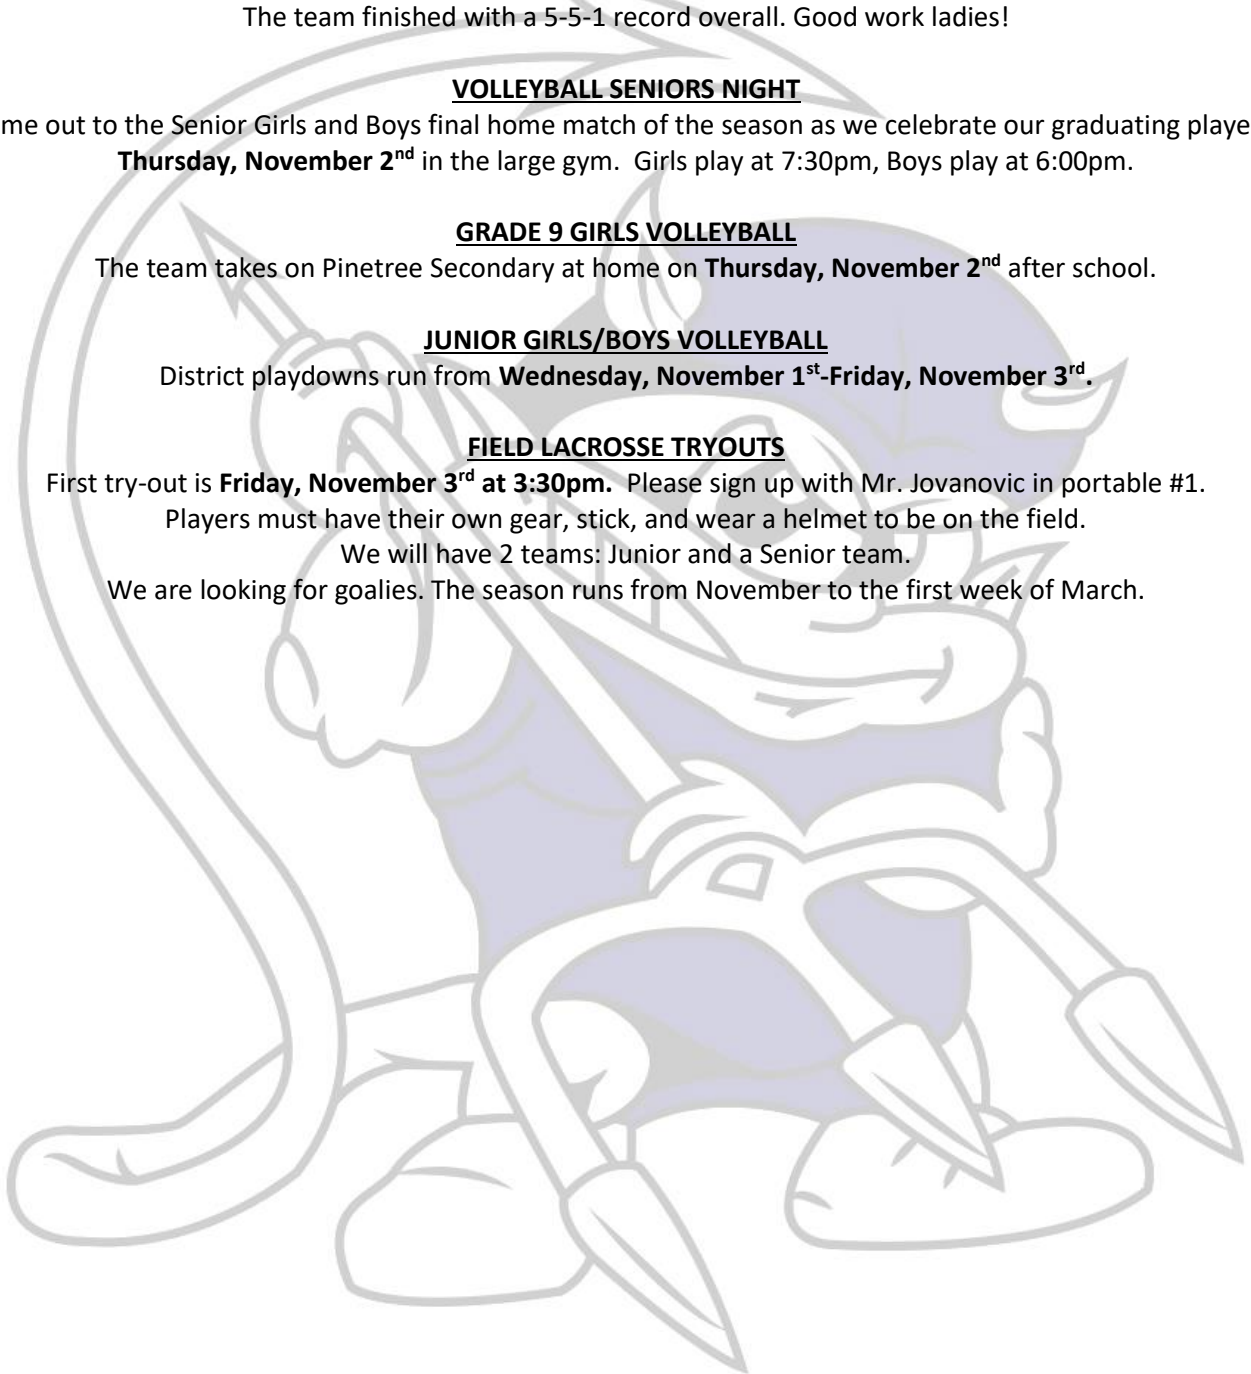 The team finished with a 5-5-1 record overall. Good work ladies!
VOLLEYBALL SENIORS NIGHT
me out to the Senior Girls and Boys final home match of the season as we celebrate our graduating playe
Thursday, November 2nd in the large gym. Girls play at 7:30pm, Boys play at 6:00pm.
GRADE 9 GIRLS VOLLEYBALL
The team takes on Pinetree Secondary at home on Thursday, November 2nd after school.
JUNIOR GIRLS/BOYS VOLLEYBALL
District playdowns run from Wednesday, November 1st-Friday, November 3rd.
FIELD LACROSSE TRYOUTS
First try-out is Friday, November 3rd at 3:30pm. Please sign up with Mr. Jovanovic in portable #1.
Players must have their own gear, stick, and wear a helmet to be on the field.
We will have 2 teams: Junior and a Senior team.
We are looking for goalies. The season runs from November to the first week of March.